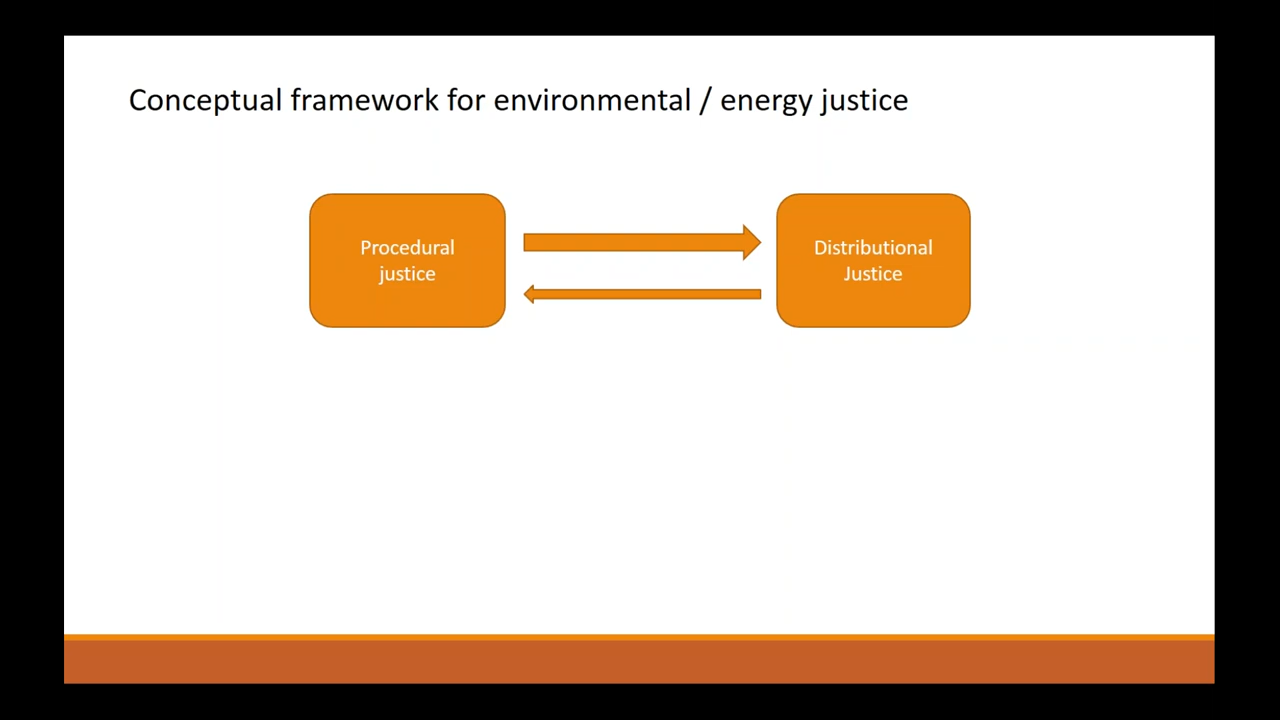 Conceptual framework for environmental / energy justice
Procedural
justice
Distributional
Justice